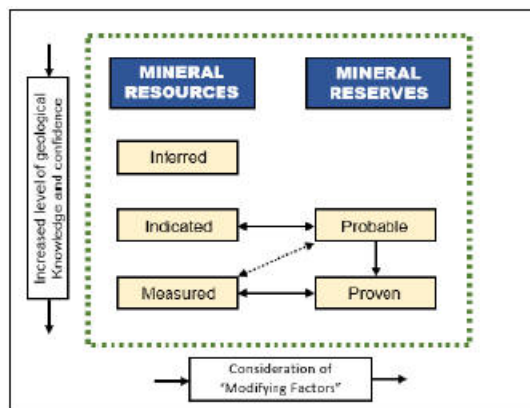 Increased level of geological
Knowledge and confidence
MINERAL
RESOURCES
MINERAL
RESERVES
Inferred
Indicated
Probable
Measured
Proven
Consideration of
"Modifying Factors"